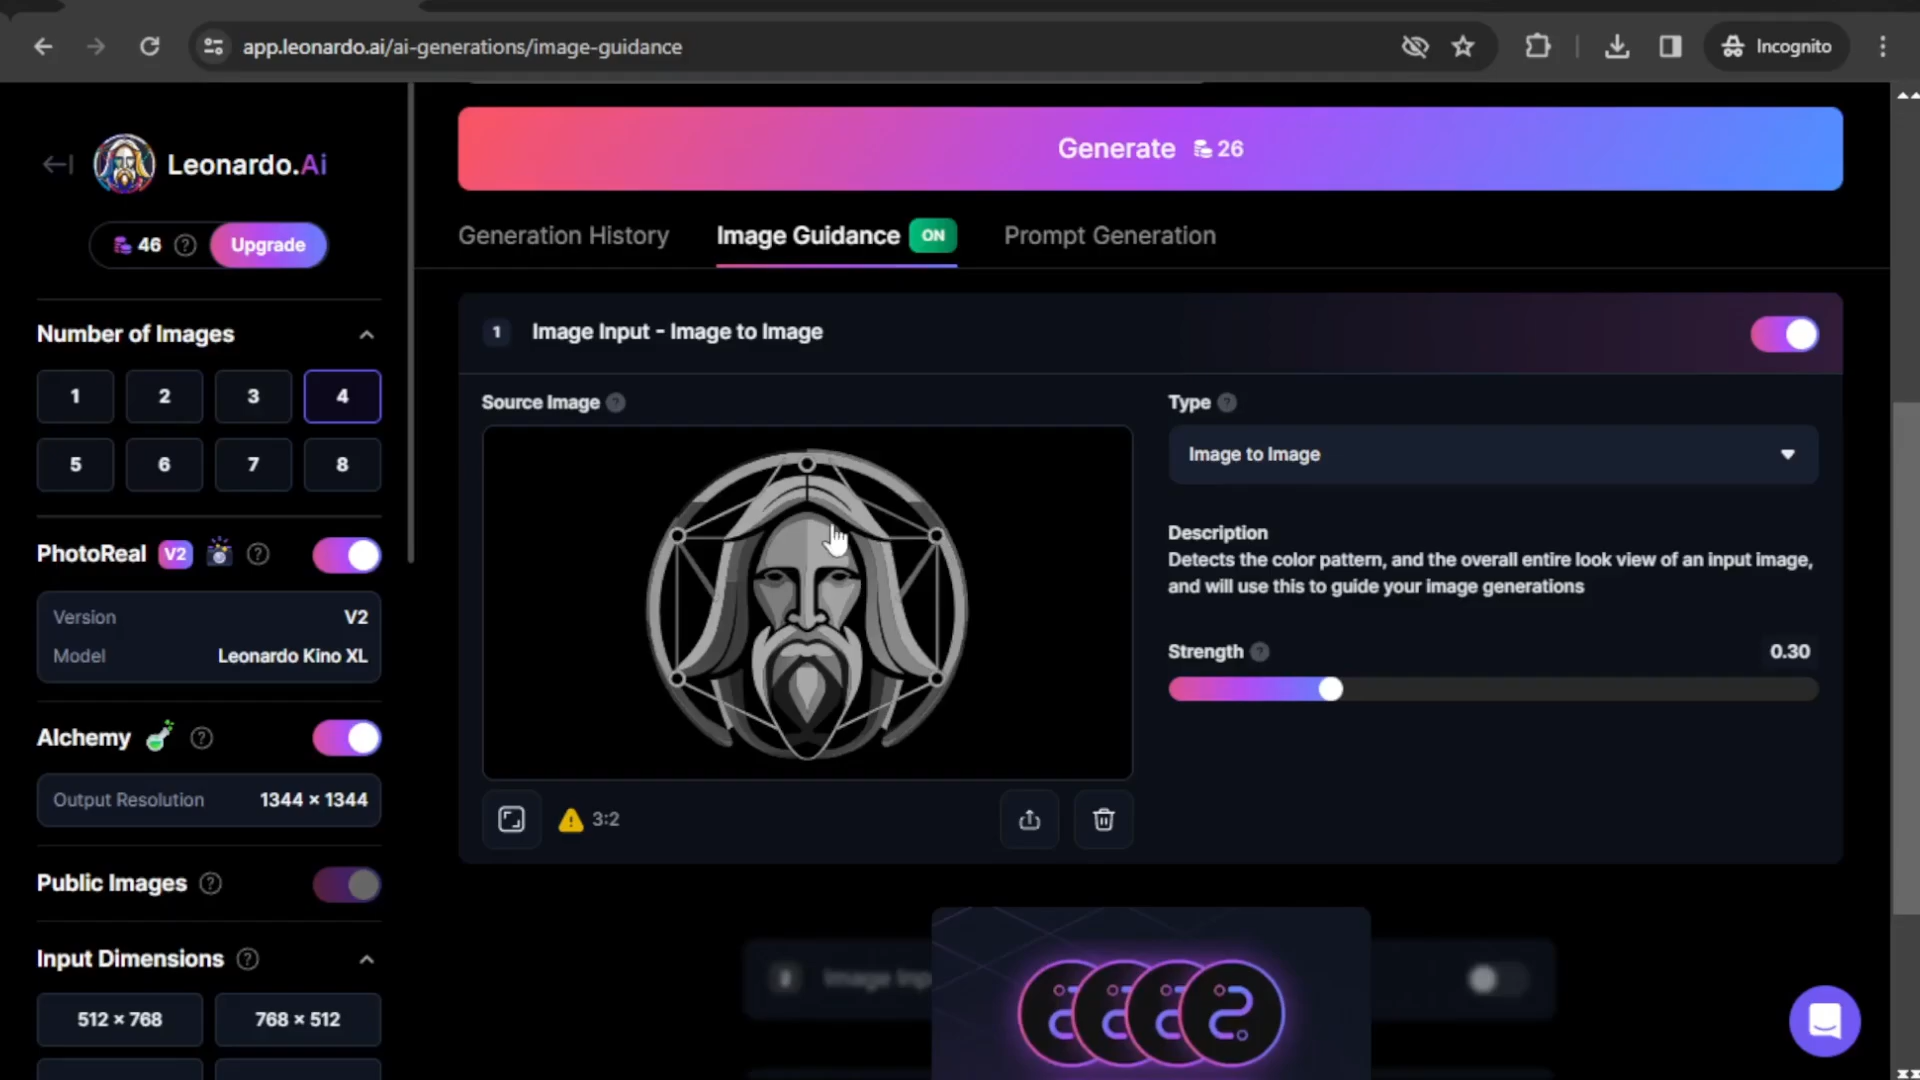 app.leonardo.ai/ai-generations/image-guidance
Incognito
Leonardo.Ai
46
Upgrade
Number of Images
1 2 3 4
5 6 7 8
PhotoReal V2
Version V2
Model Leonardo Kino XL
Alchemy
Output Resolution 1344 × 1344
Public Images
Input Dimensions
512 × 768 768 × 512
Generate 26
Generation History Image Guidance ON Prompt Generation
1 Image Input - Image to Image
Source Image
3:2
Type
Image to Image
Description
Detects the color pattern, and the overall entire look view of an input image,
and will use this to guide your image generations
Strength 0.30